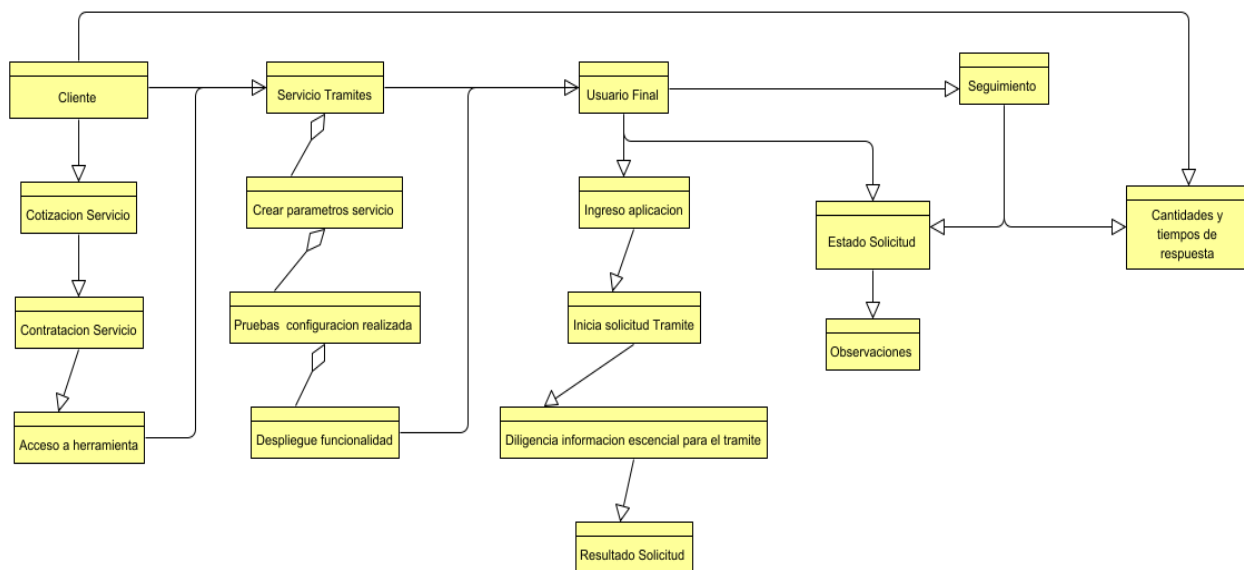 Cliente
Servicio Tramites
Usuario Final
Seguimiento
Cotizacion Servicio
Crear parametros servicio
Ingreso aplicacion
Estado Solicitud
Cantidades y
tiempos de
respuesta
Contratacion Servicio
Pruebas  configuracion realizada
Inicia solicitud Tramite
Observaciones
Acceso a herramienta
Despliegue funcionalidad
Diligencia informacion escencial para el tramite
Resultado Solicitud